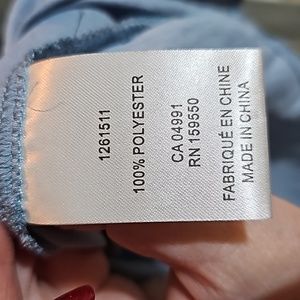 1261511
100% POLYESTER
CA 04991
RN 159550
FABRIQUÉ EN CHINE
MADE IN CHINA